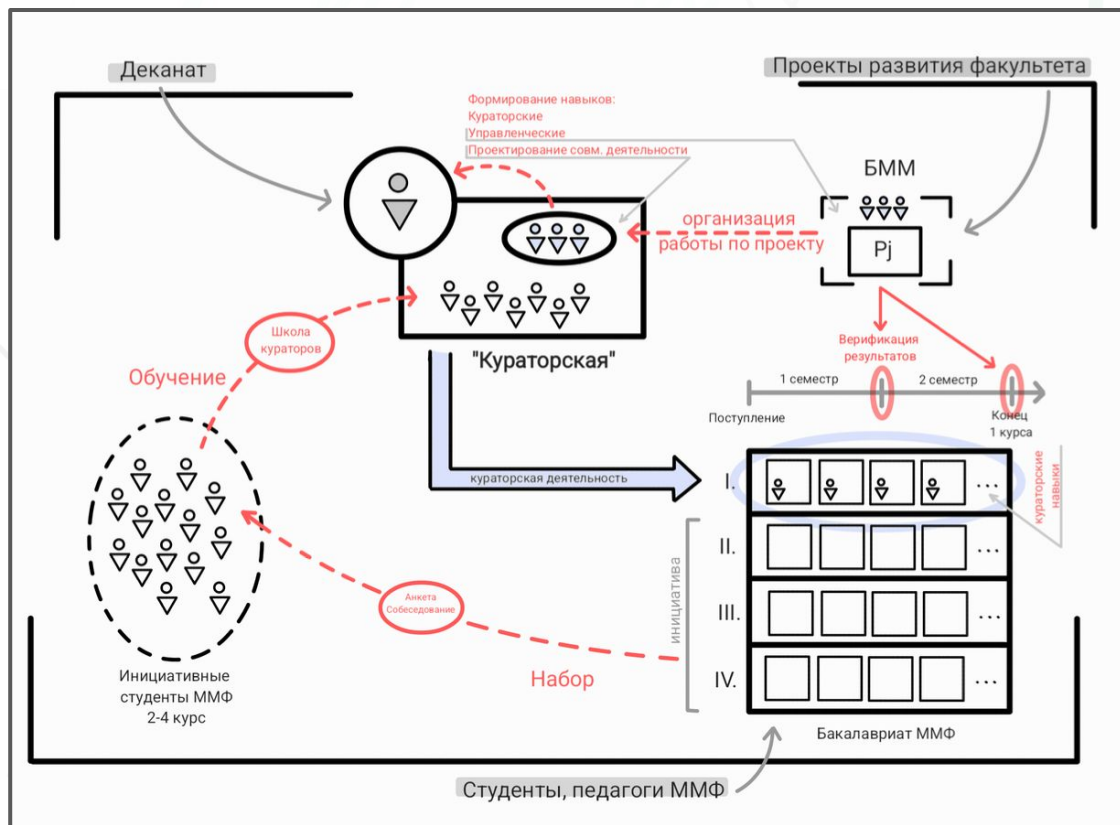 Деканат
Проекты развития факультета
Формирование навыков:
Кураторские
Управленческие
Проектирование совм. деятельности
БММ
организация
работы по проекту
Pj
Школа
кураторов
"Кураторская"
Верификация
результатов
Обучение
1 семестр
2 семестр
Поступление
Конец
1 курса
кураторская деятельность
I.
...
кураторские
навыки
II.
...
инициатива
Анкета
Собеседование
III.
...
Набор
IV.
...
Инициативные
студенты ММФ
2-4 курс
Бакалавриат ММФ
Студенты, педагоги ММФ